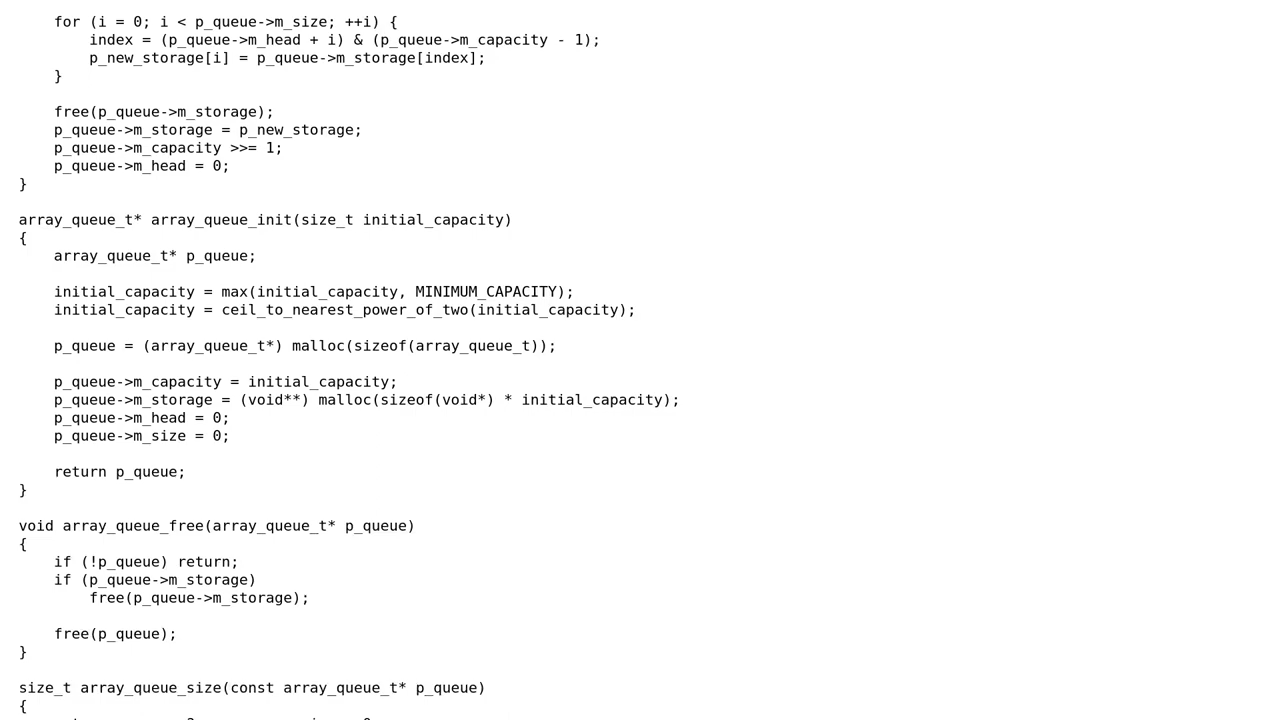 for (i = 0; i < p_queue->m_size; ++i) {
        index = (p_queue->m_head + i) & (p_queue->m_capacity - 1);
        p_new_storage[i] = p_queue->m_storage[index];
    }

    free(p_queue->m_storage);
    p_queue->m_storage = p_new_storage;
    p_queue->m_capacity >>= 1;
    p_queue->m_head = 0;
}

array_queue_t* array_queue_init(size_t initial_capacity)
{
    array_queue_t* p_queue;

    initial_capacity = max(initial_capacity, MINIMUM_CAPACITY);
    initial_capacity = ceil_to_nearest_power_of_two(initial_capacity);

    p_queue = (array_queue_t*) malloc(sizeof(array_queue_t));

    p_queue->m_capacity = initial_capacity;
    p_queue->m_storage = (void**) malloc(sizeof(void*) * initial_capacity);
    p_queue->m_head = 0;
    p_queue->m_size = 0;

    return p_queue;
}

void array_queue_free(array_queue_t* p_queue)
{
    if (!p_queue) return;
    if (p_queue->m_storage)
        free(p_queue->m_storage);

    free(p_queue);
}

size_t array_queue_size(const array_queue_t* p_queue)
{